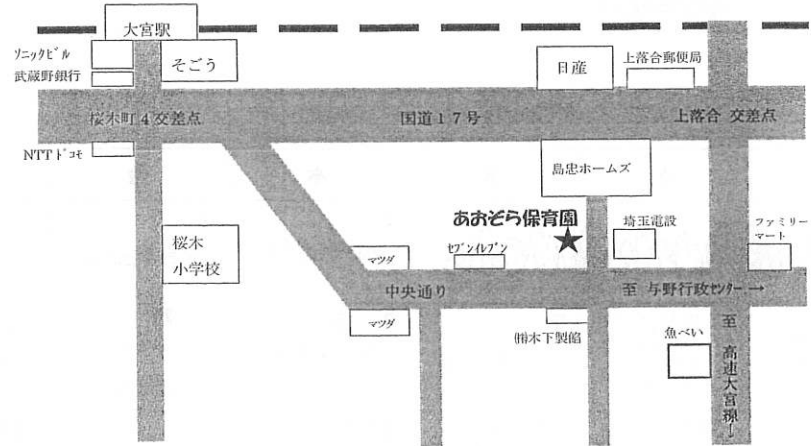 大宮駅
ソニックビル
武蔵野銀行
そごう
日産
上落合郵便局
桜木町4交差点
国道17号
上落合 交差点
NTTドコモ
島忠ホームズ
桜木
小学校
あおぞら保育園
埼玉電設
ファミリー
マート
マツダ
セブンイレブン
中央通り
至 与野行政センター→
マツダ
㈲木下製餡
魚べい
至 高速大宮線↓